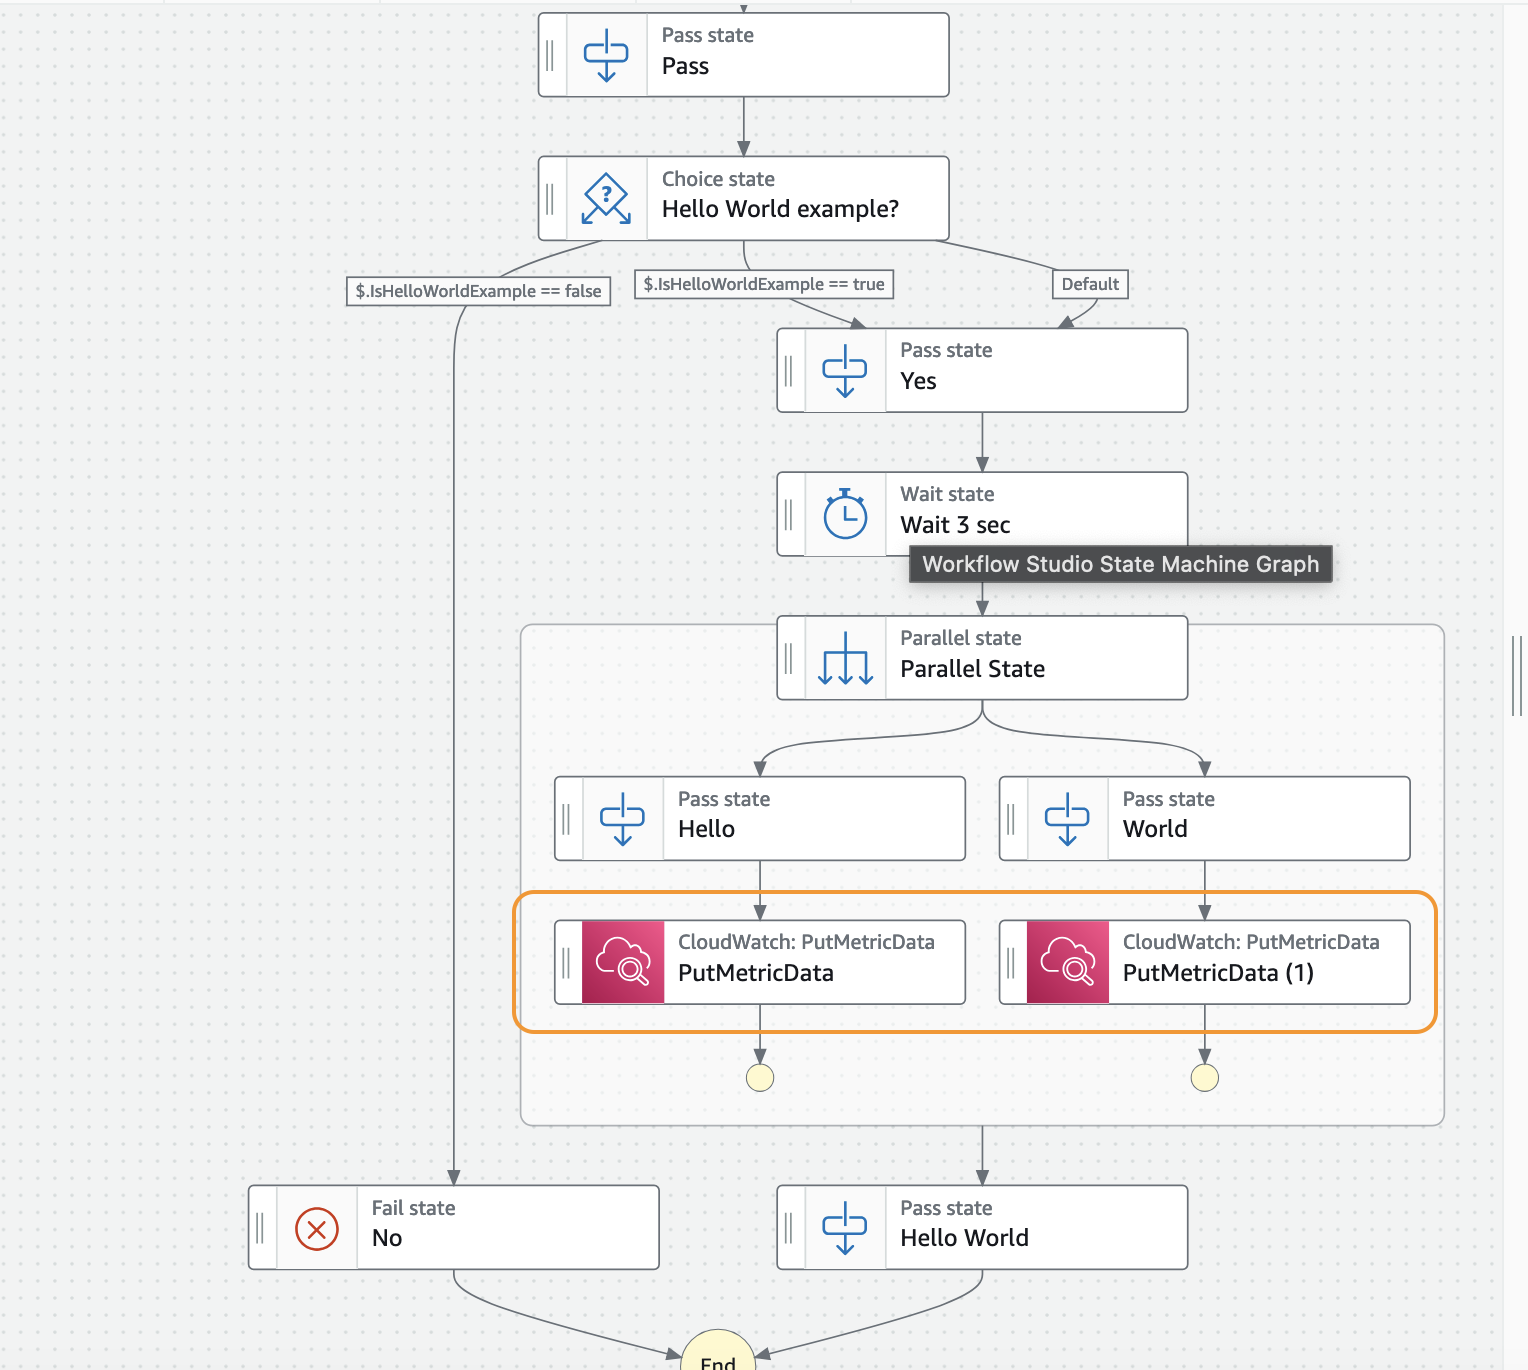 Pass state
Pass
Choice state
Hello World example?
$.IsHelloWorldExample == false
$.IsHelloWorldExample == true
Default
Pass state
Yes
Wait state
Wait 3 sec
Workflow Studio State Machine Graph
Parallel state
Parallel State
Pass state
Hello
Pass state
World
CloudWatch: PutMetricData
PutMetricData
CloudWatch: PutMetricData
PutMetricData (1)
Fail state
No
Pass state
Hello World
End